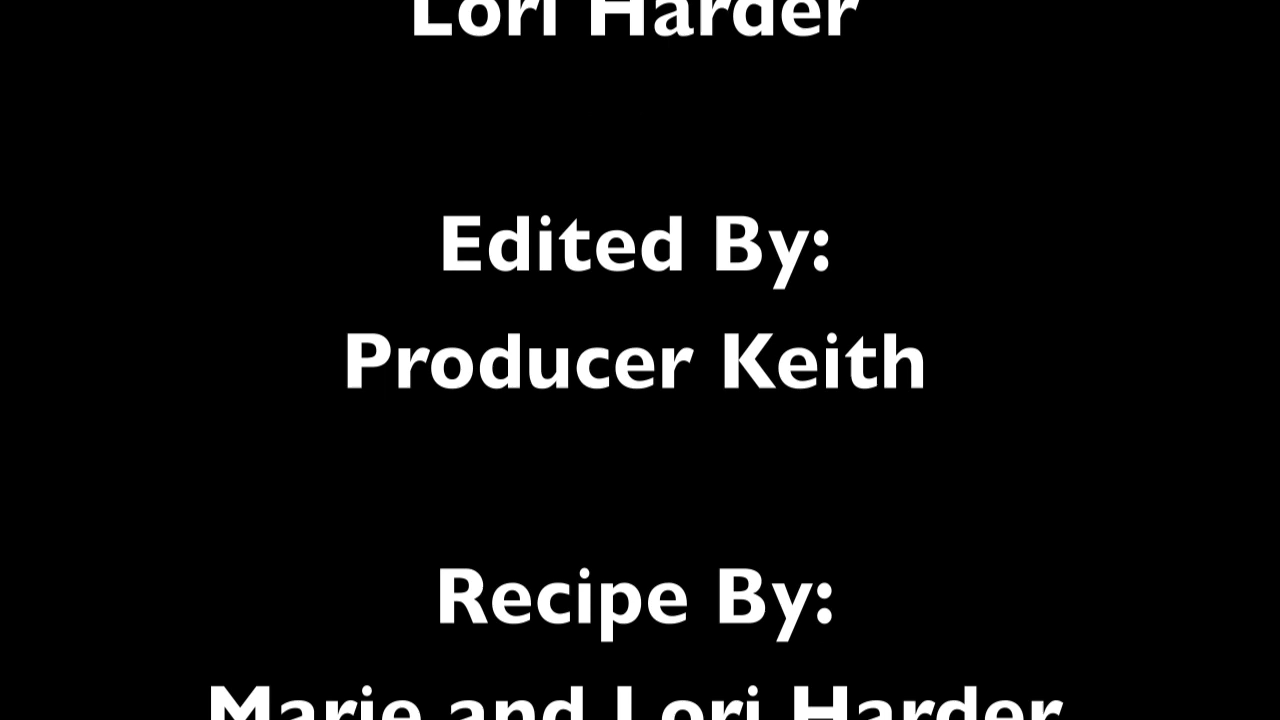 Lori Harder
Edited By:
Producer Keith
Recipe By:
Marie and Lori Harder